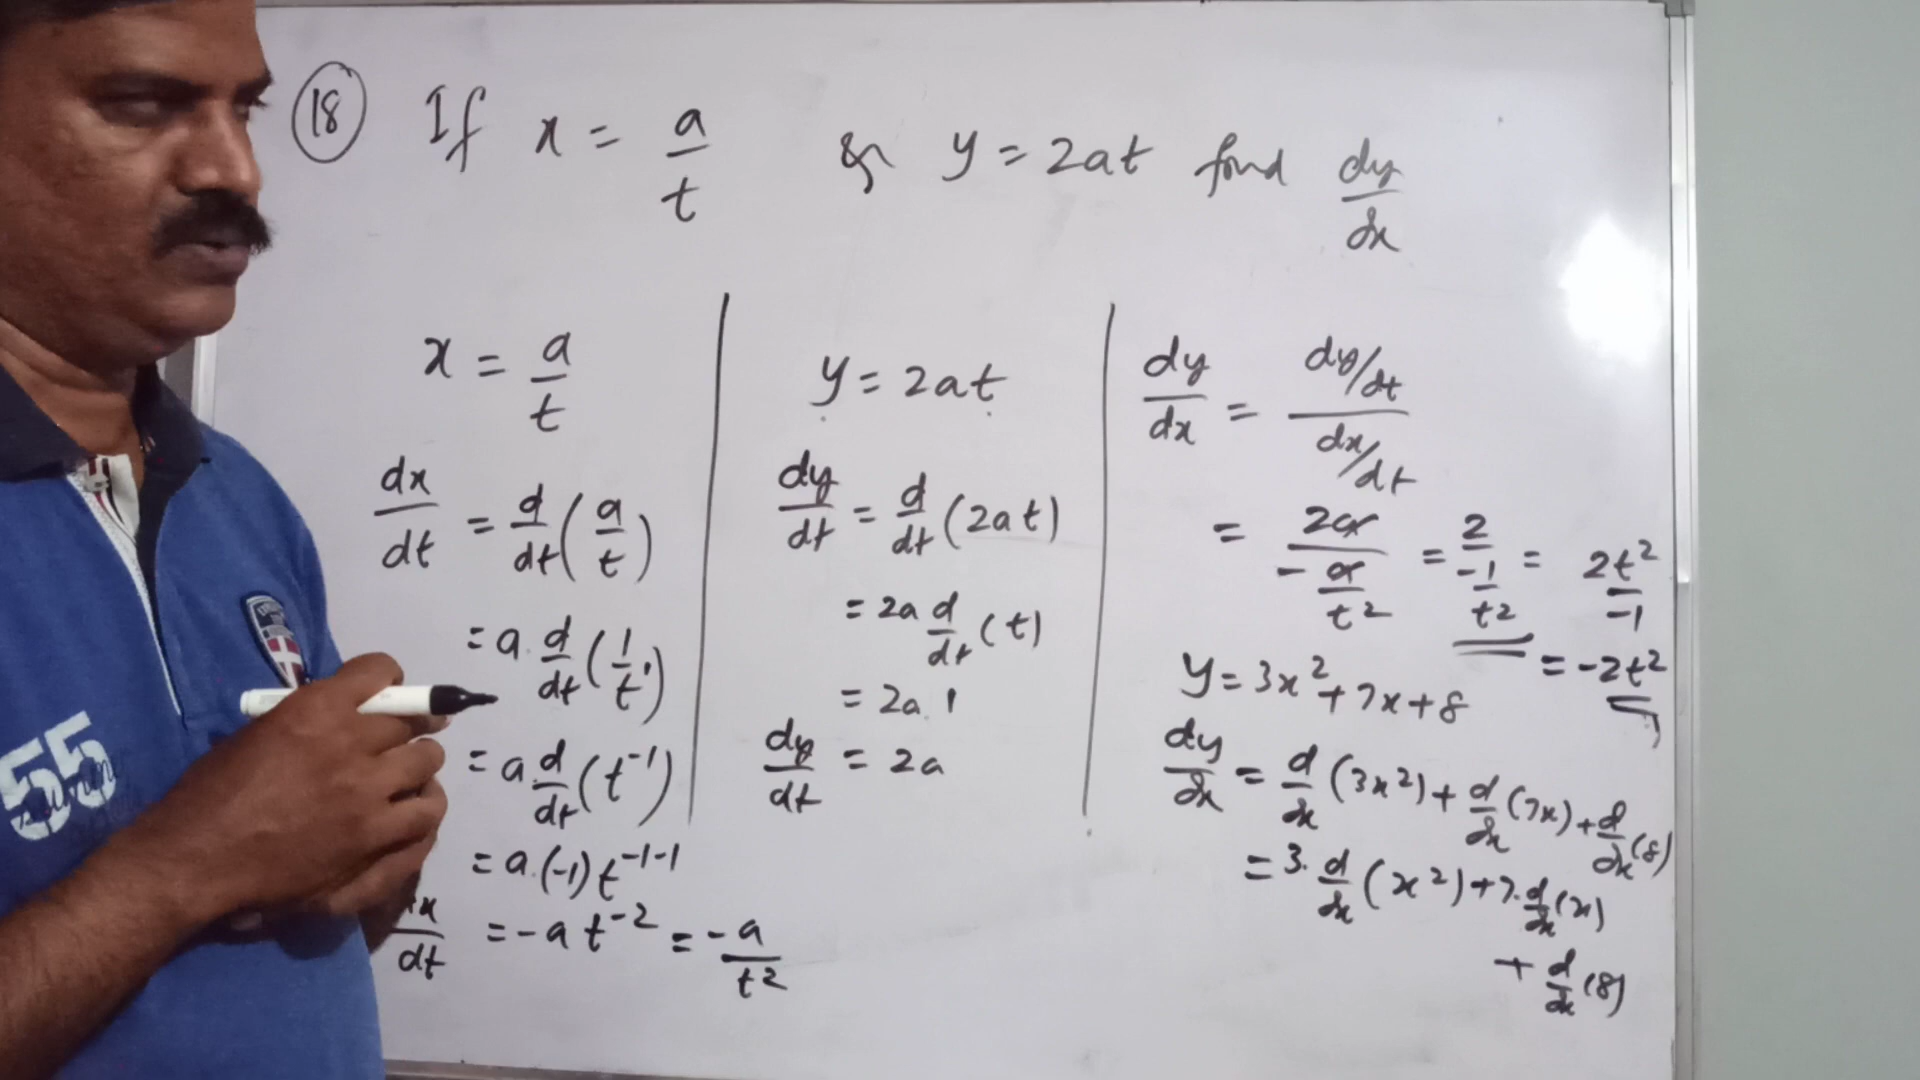 (18) If x = a/t & y = 2at find dy/dx
x = a/t
dx/dt = d/dt (a/t)
= a . d/dt (1/t)
= a d/dt (t⁻¹)
= a.(-1) t⁻¹⁻¹
dx/dt = -a t⁻² = -a/t²
y = 2at
dy/dt = d/dt (2at)
= 2a d/dt (t)
= 2a . 1
dy/dt = 2a
dy/dx = (dy/dt)/(dx/dt)
= 2a/(-a/t²) = 2/(-1/t²) = 2t²/-1
= -2t²
y = 3x² + 7x + 8
dy/dx = d/dx (3x²) + d/dx (7x) + d/dx (8)
= 3. d/dx (x²) + 7. d/dx (x)
+ d/dx (8)
55